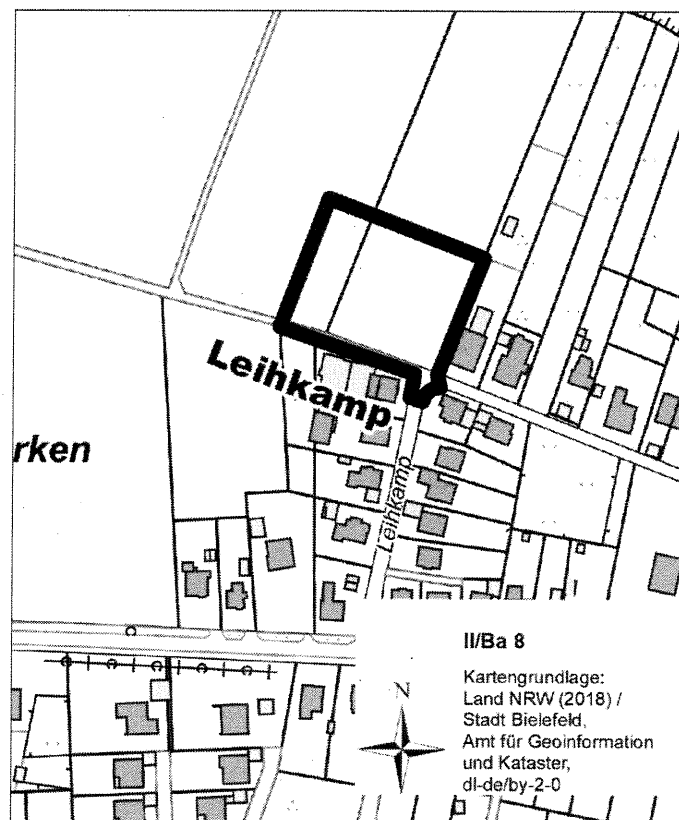 Leihkamp
rken
Leihkamp
II/Ba 8
Kartengrundlage:
Land NRW (2018) /
Stadt Bielefeld,
Amt für Geoinformation
und Kataster,
dl-de/by-2-0
N